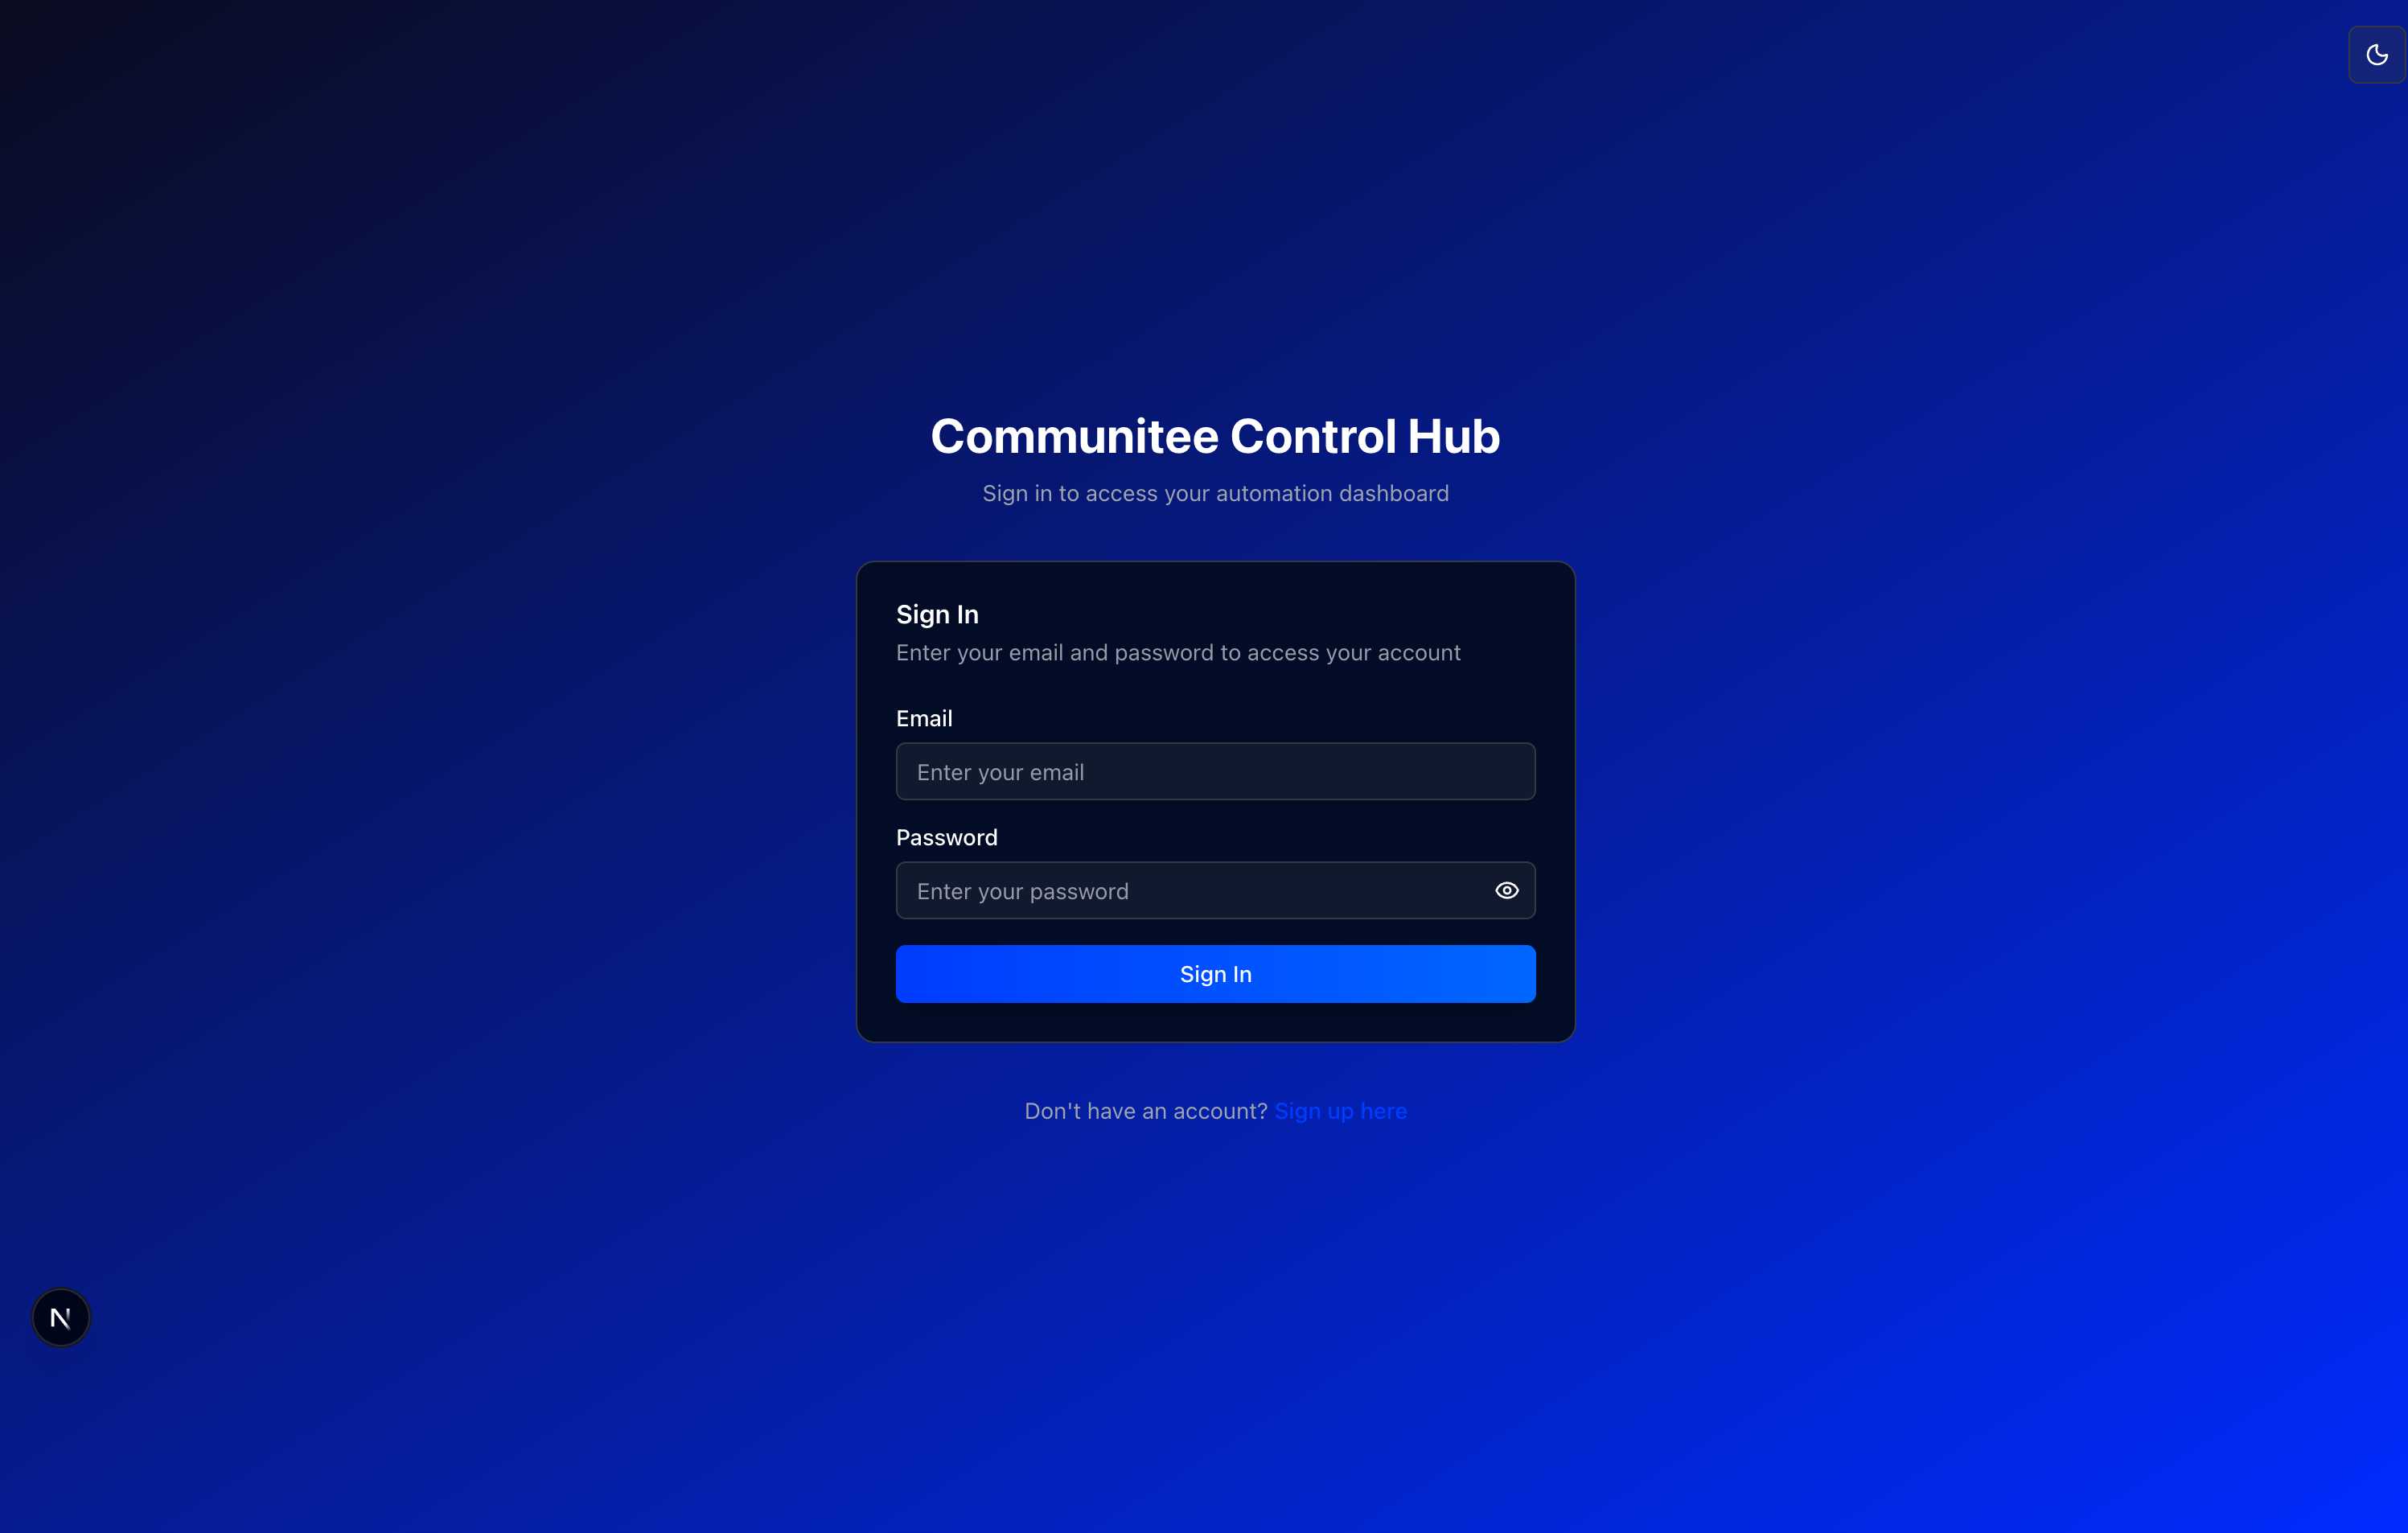 Communitee Control Hub
Sign in to access your automation dashboard
Sign In
Enter your email and password to access your account
Email
Enter your email
Password
Enter your password
Sign In
Don't have an account? Sign up here
N